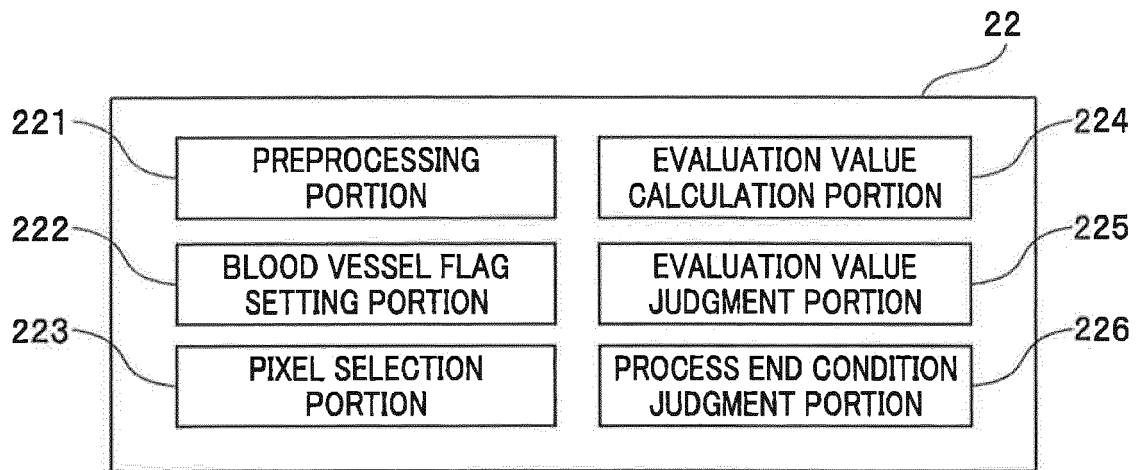 22
221
PREPROCESSING
PORTION
224
EVALUATION VALUE
CALCULATION PORTION
222
BLOOD VESSEL FLAG
SETTING PORTION
225
EVALUATION VALUE
JUDGMENT PORTION
223
PIXEL SELECTION
PORTION
226
PROCESS END CONDITION
JUDGMENT PORTION